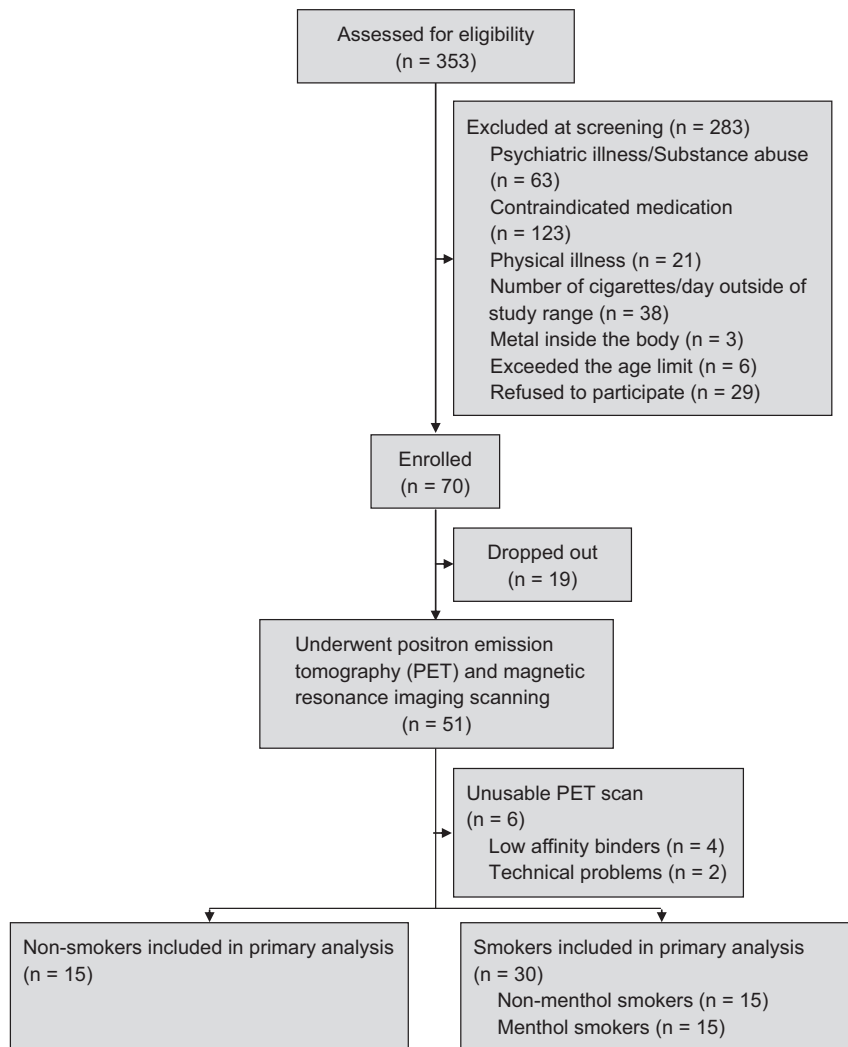 Assessed for eligibility
(n = 353)
Excluded at screening (n = 283)
Psychiatric illness/Substance abuse
(n = 63)
Contraindicated medication
(n = 123)
Physical illness (n = 21)
Number of cigarettes/day outside of
study range (n = 38)
Metal inside the body (n = 3)
Exceeded the age limit (n = 6)
Refused to participate (n = 29)
Enrolled
(n = 70)
Dropped out
(n = 19)
Underwent positron emission
tomography (PET) and magnetic
resonance imaging scanning
(n = 51)
Unusable PET scan
(n = 6)
Low affinity binders (n = 4)
Technical problems (n = 2)
Non-smokers included in primary analysis
(n = 15)
Smokers included in primary analysis
(n = 30)
Non-menthol smokers (n = 15)
Menthol smokers (n = 15)